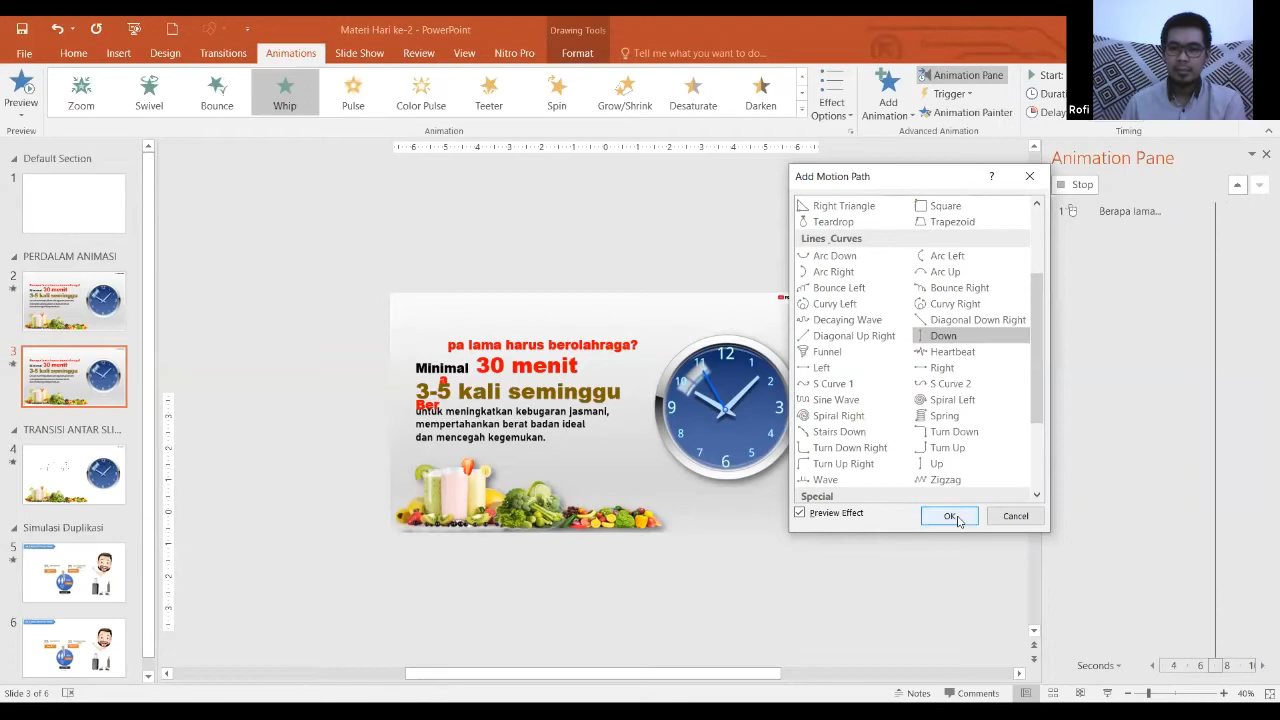 Materi Hari ke-2 - PowerPoint
Drawing Tools
File Home Insert Design Transitions Animations Slide Show Review View Nitro Pro Format Tell me what you want to do...
Preview
Zoom Swivel Bounce Whip Pulse Color Pulse Teeter Spin Grow/Shrink Desaturate Darken
Effect Options
Add Animation
Animation Pane
Trigger
Animation Painter
Start:
Delay
Rofi
Preview Animation Advanced Animation Timing
Default Section
1
PERDALAM ANIMASI
2
3
TRANSISI ANTAR SLI...
4
Simulasi Duplikasi
5
6
pa lama harus berolahraga?
Minimal 30 menit
a
3-5 kali seminggu
Ber
untuk meningkatkan kebugaran jasmani,
mempertahankan berat badan ideal
dan mencegah kegemukan.
12
11 1
10 2
9 3
8 4
7 5
6
Add Motion Path ?
Right Triangle Square
Teardrop Trapezoid
Lines_Curves
Arc Down Arc Left
Arc Right Arc Up
Bounce Left Bounce Right
Curvy Left Curvy Right
Decaying Wave Diagonal Down Right
Diagonal Up Right Down
Funnel Heartbeat
Left Right
S Curve 1 S Curve 2
Sine Wave Spiral Left
Spiral Right Spring
Stairs Down Turn Down
Turn Down Right Turn Up
Turn Up Right Up
Wave Zigzag
Special
Preview Effect OK Cancel
Animation Pane
Stop
1 Berapa lama...
Seconds 4 6 8
Slide 3 of 6 Notes Comments 40%